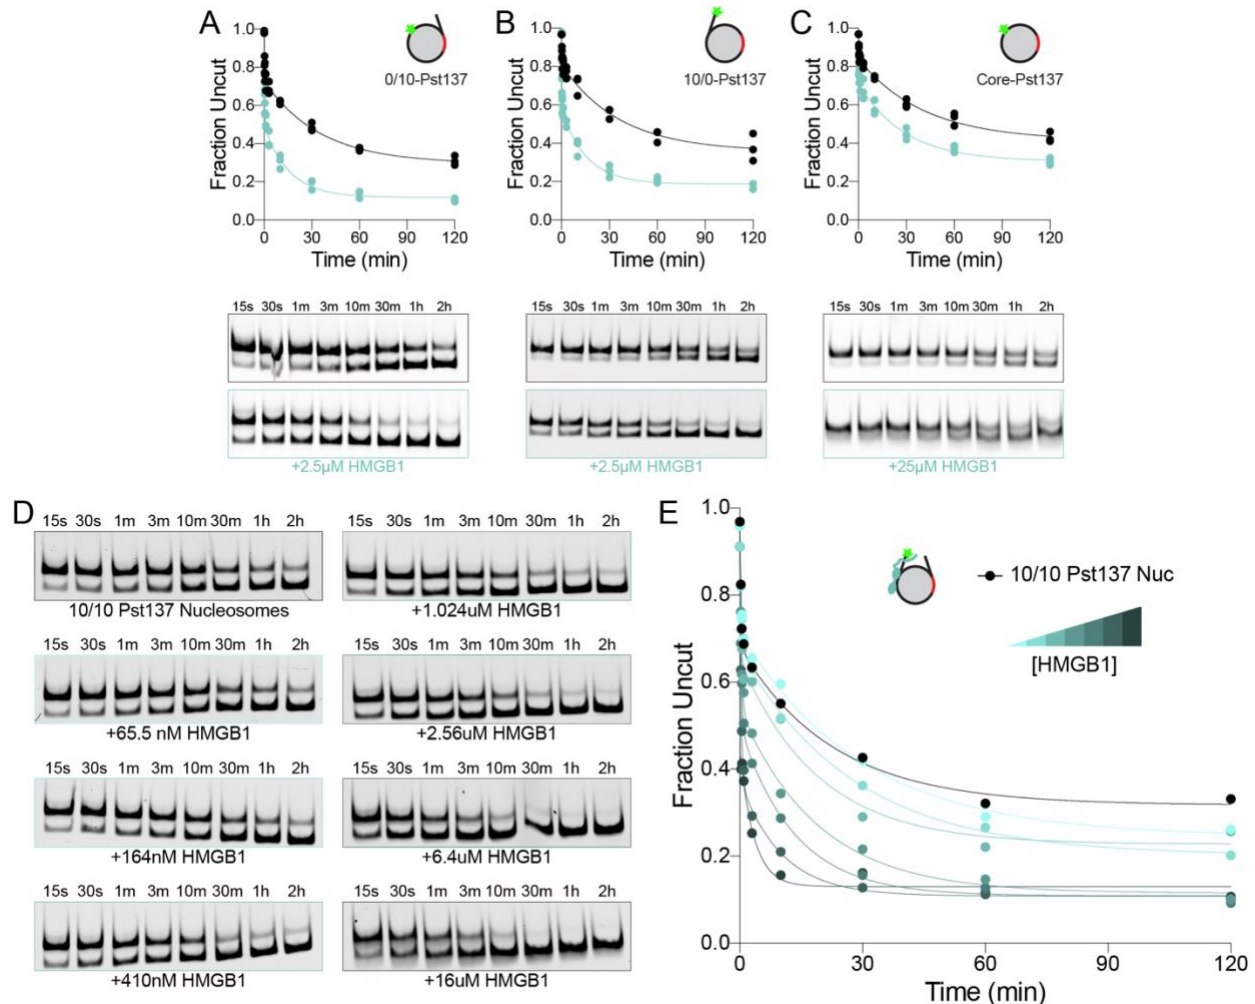 A
1.0
0.8
0.6
0.4
0.2
0.0
Fraction Uncut
0 30 60 90 120
Time (min)
0/10-Pst137
15s 30s 1m 3m 10m 30m 1h 2h
+2.5µM HMGB1
B
1.0
0.8
0.6
0.4
0.2
0.0
Fraction Uncut
0 30 60 90 120
Time (min)
10/0-Pst137
15s 30s 1m 3m 10m 30m 1h 2h
+2.5µM HMGB1
C
1.0
0.8
0.6
0.4
0.2
0.0
Fraction Uncut
0 30 60 90 120
Time (min)
Core-Pst137
15s 30s 1m 3m 10m 30m 1h 2h
+25µM HMGB1
D
15s 30s 1m 3m 10m 30m 1h 2h
10/10 Pst137 Nucleosomes
15s 30s 1m 3m 10m 30m 1h 2h
+65.5 nM HMGB1
15s 30s 1m 3m 10m 30m 1h 2h
+164nM HMGB1
15s 30s 1m 3m 10m 30m 1h 2h
+410nM HMGB1
15s 30s 1m 3m 10m 30m 1h 2h
+1.024uM HMGB1
15s 30s 1m 3m 10m 30m 1h 2h
+2.56uM HMGB1
15s 30s 1m 3m 10m 30m 1h 2h
+6.4uM HMGB1
15s 30s 1m 3m 10m 30m 1h 2h
+16uM HMGB1
E
1.0
0.8
0.6
0.4
0.2
0.0
Fraction Uncut
0 30 60 90 120
Time (min)
10/10 Pst137 Nuc
[HMGB1]